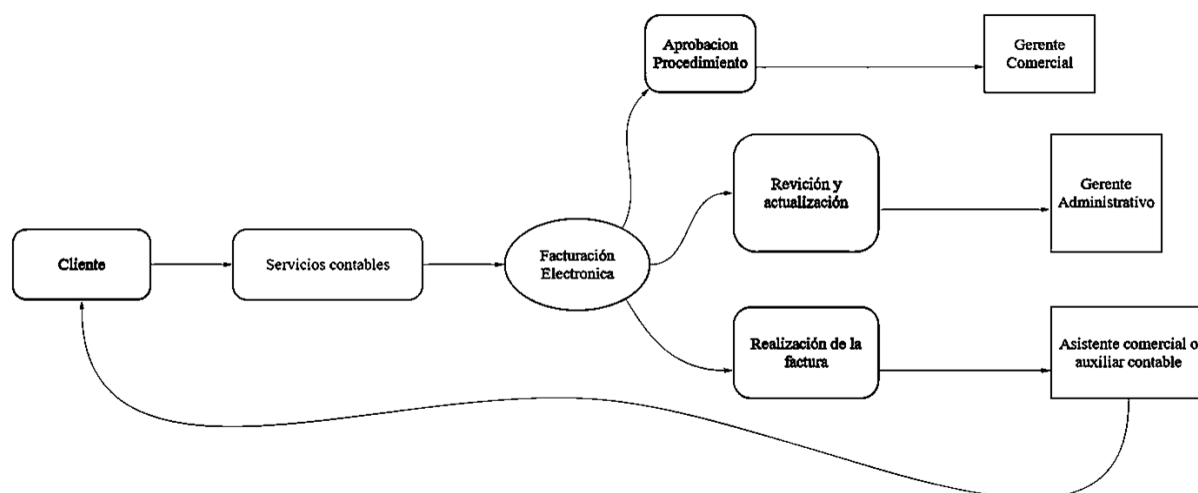 Aprobacion
Procedimiento
Gerente
Comercial
Revición y
actualización
Gerente
Administrativo
Cliente
Servicios contables
Facturación
Electronica
Realización de la
factura
Asistente comercial o
auxiliar contable